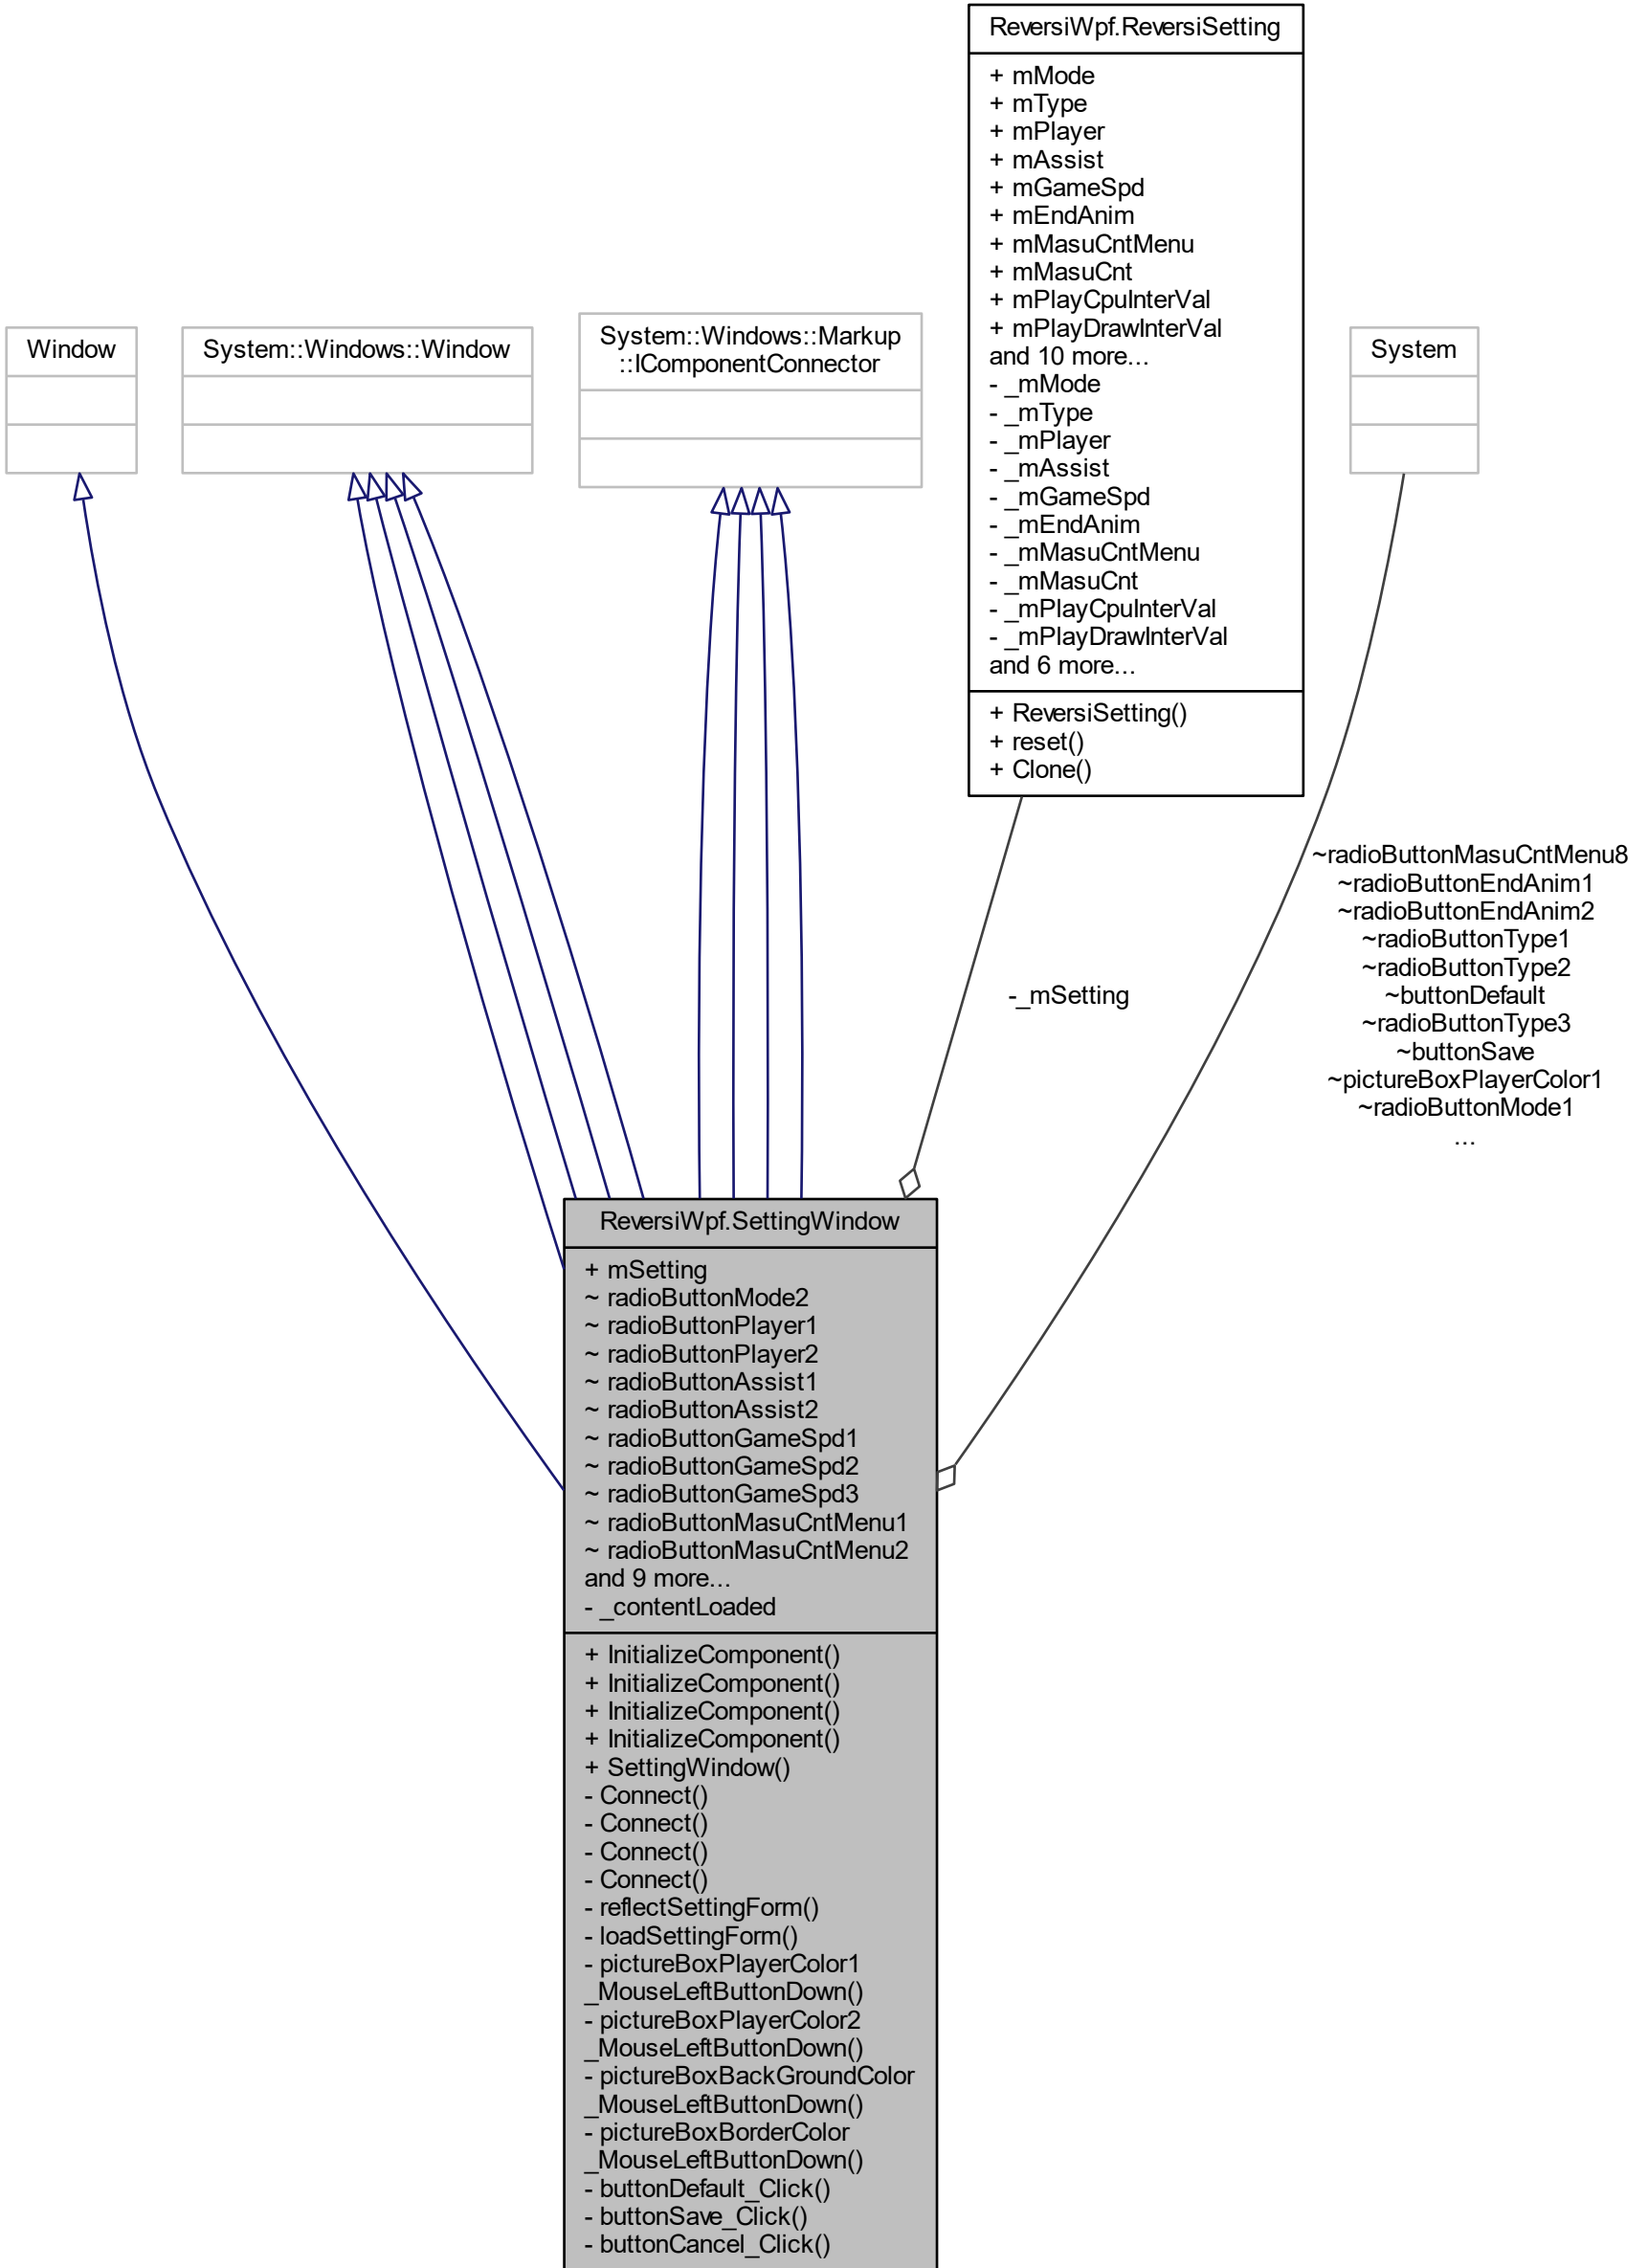 ReversiWpf.ReversiSetting
+ mMode
+ mType
+ mPlayer
+ mAssist
+ mGameSpd
+ mEndAnim
+ mMasuCntMenu
+ mMasuCnt
+ mPlayCpuInterVal
+ mPlayDrawInterVal
and 10 more...
- _mMode
- _mType
- _mPlayer
- _mAssist
- _mGameSpd
- _mEndAnim
- _mMasuCntMenu
- _mMasuCnt
- _mPlayCpuInterVal
- _mPlayDrawInterVal
and 6 more...
+ ReversiSetting()
+ reset()
+ Clone()
Window
System::Windows::Window
System::Windows::Markup
::IComponentConnector
System
-_mSetting
~radioButtonMasuCntMenu8
~radioButtonEndAnim1
~radioButtonEndAnim2
~radioButtonType1
~radioButtonType2
~buttonDefault
~radioButtonType3
~buttonSave
~pictureBoxPlayerColor1
~radioButtonMode1
...
ReversiWpf.SettingWindow
+ mSetting
~ radioButtonMode2
~ radioButtonPlayer1
~ radioButtonPlayer2
~ radioButtonAssist1
~ radioButtonAssist2
~ radioButtonGameSpd1
~ radioButtonGameSpd2
~ radioButtonGameSpd3
~ radioButtonMasuCntMenu1
~ radioButtonMasuCntMenu2
and 9 more...
- _contentLoaded
+ InitializeComponent()
+ InitializeComponent()
+ InitializeComponent()
+ InitializeComponent()
+ SettingWindow()
- Connect()
- Connect()
- Connect()
- Connect()
- reflectSettingForm()
- loadSettingForm()
- pictureBoxPlayerColor1
_MouseLeftButtonDown()
- pictureBoxPlayerColor2
_MouseLeftButtonDown()
- pictureBoxBackGroundColor
_MouseLeftButtonDown()
- pictureBoxBorderColor
_MouseLeftButtonDown()
- buttonDefault_Click()
- buttonSave_Click()
- buttonCancel_Click()